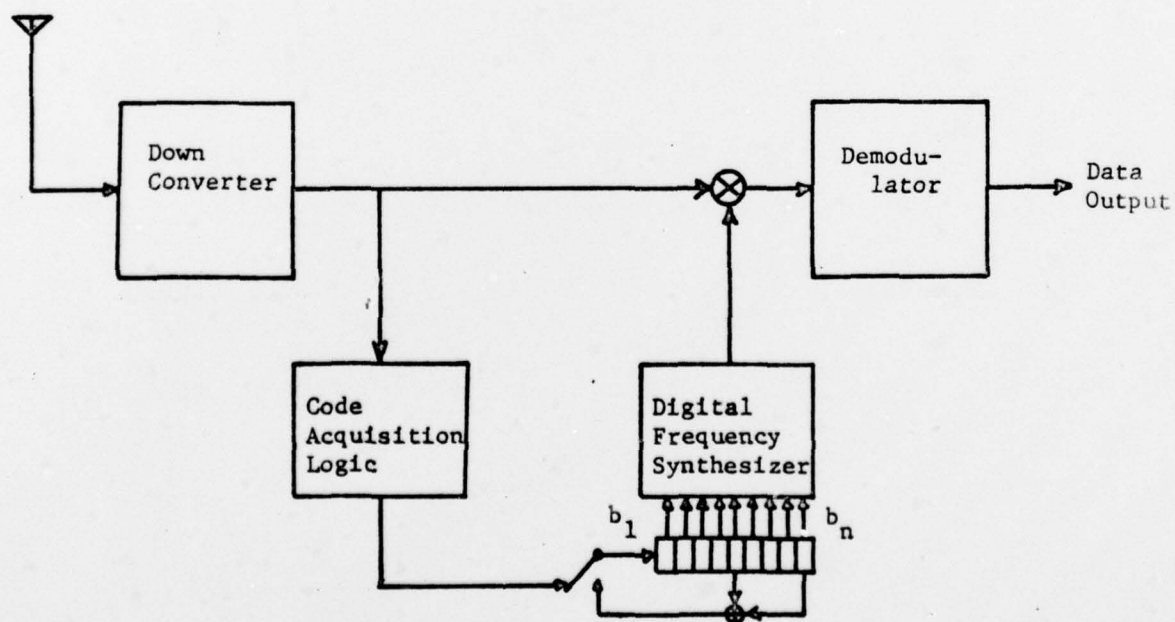 Down
Converter
Demodu-
lator
Data
Output
Code
Acquisition
Logic
Digital
Frequency
Synthesizer
b1
bn